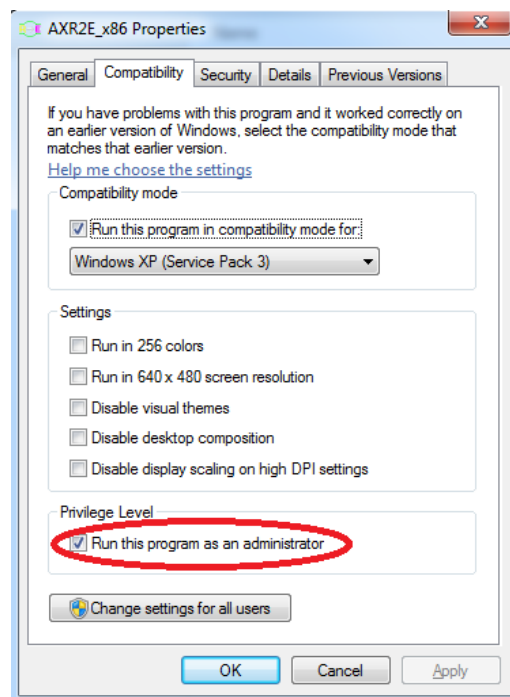 AXR2E_x86 Properties
General Compatibility Security Details Previous Versions
If you have problems with this program and it worked correctly on
an earlier version of Windows, select the compatibility mode that
matches that earlier version.
Help me choose the settings
Compatibility mode
Run this program in compatibility mode for:
Windows XP (Service Pack 3)
Settings
Run in 256 colors
Run in 640 x 480 screen resolution
Disable visual themes
Disable desktop composition
Disable display scaling on high DPI settings
Privilege Level
Run this program as an administrator
Change settings for all users
OK Cancel Apply